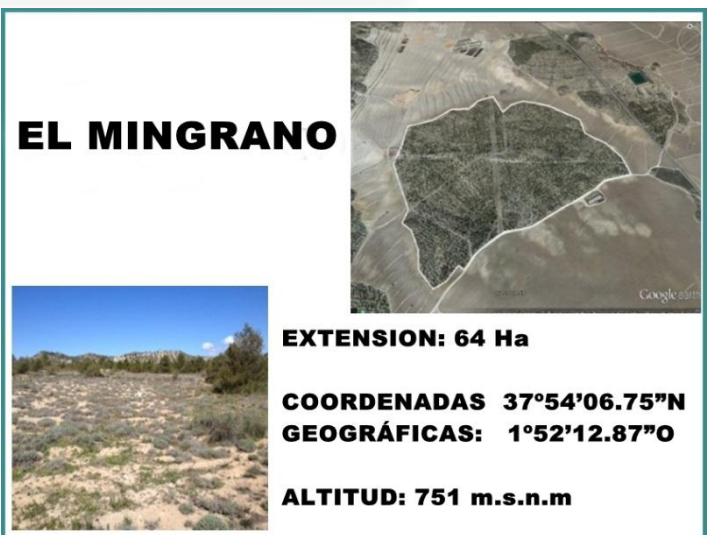 EL MINGRANO
Google earth
EXTENSION: 64 Ha
COORDENADAS 37º54’06.75”N
GEOGRÁFICAS: 1º52’12.87”O
ALTITUD: 751 m.s.n.m